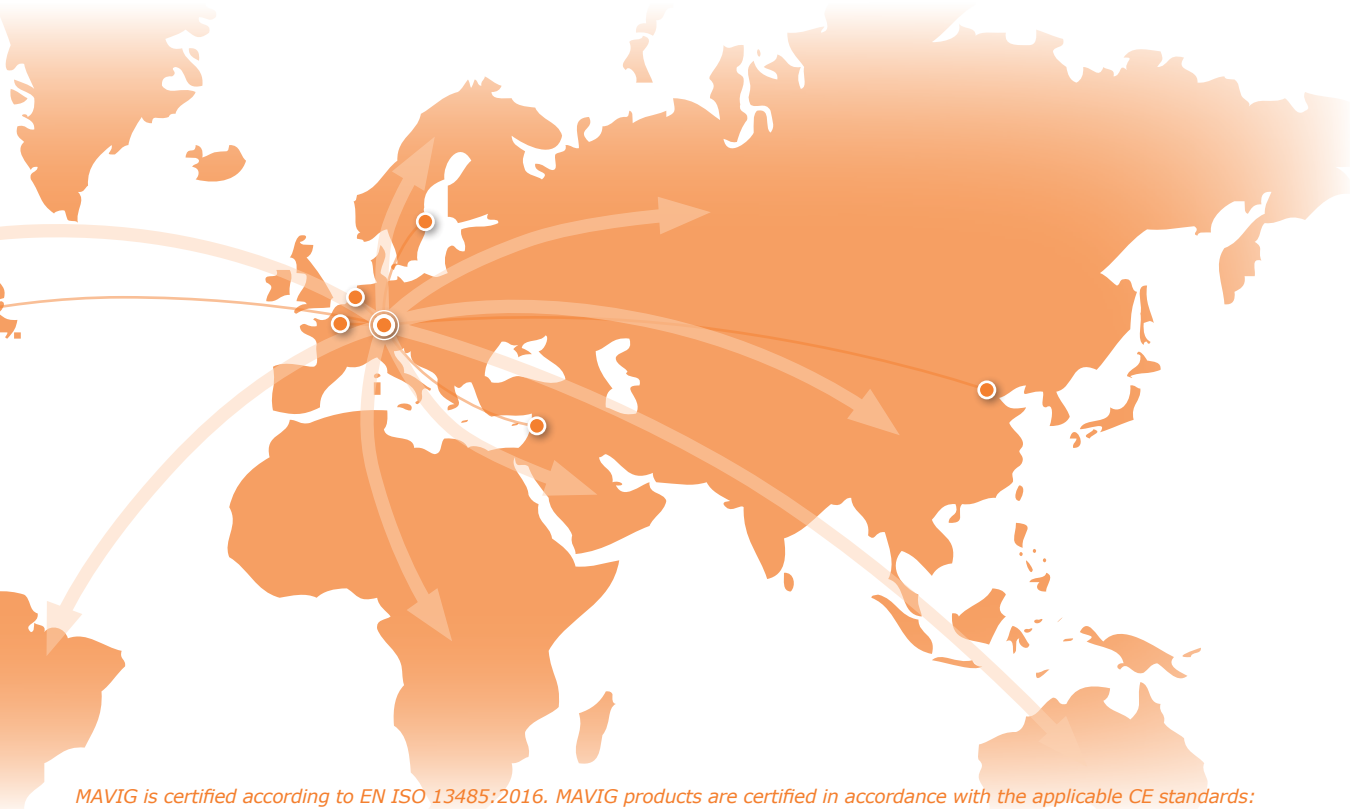 MAVIG is certified according to EN ISO 13485:2016. MAVIG products are certified in accordance with the applicable CE standards: